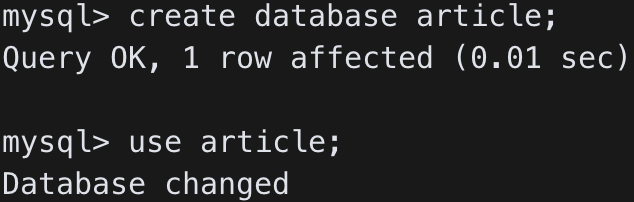 mysql> create database article;
Query OK, 1 row affected (0.01 sec)
mysql> use article;
Database changed